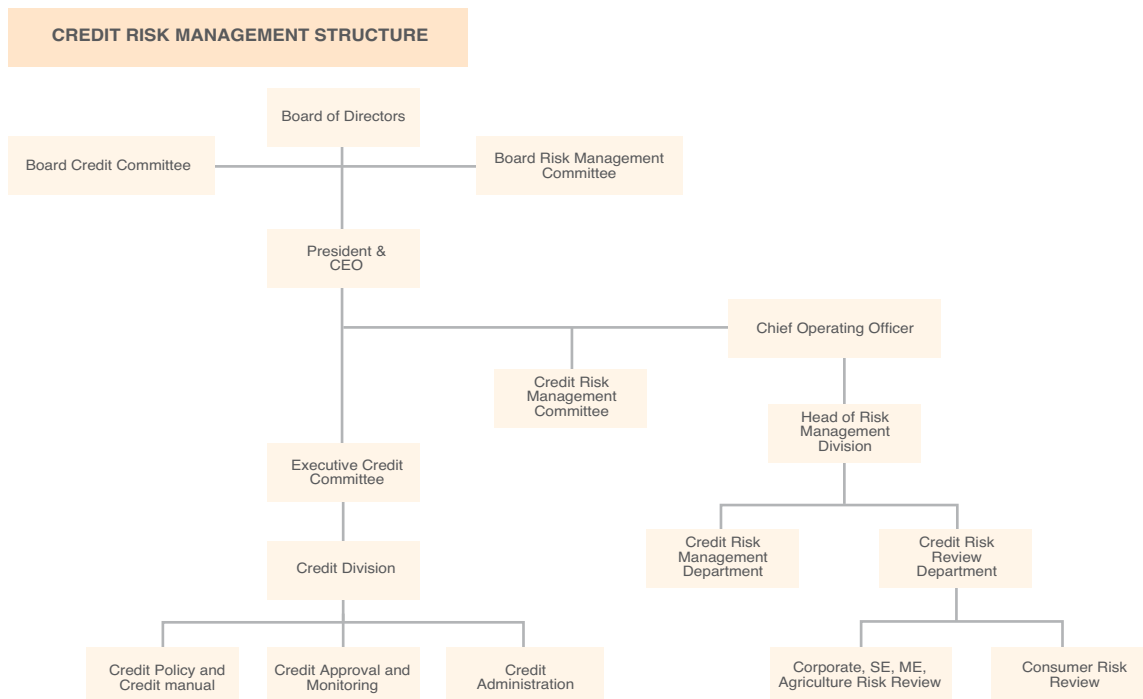 CREDIT RISK MANAGEMENT STRUCTURE
Board of Directors
Board Credit Committee
Board Risk Management
Committee
President &
CEO
Chief Operating Officer
Credit Risk
Management
Committee
Head of Risk
Management
Division
Executive Credit
Committee
Credit Risk
Management
Department
Credit Risk
Review
Department
Credit Division
Credit Policy and
Credit manual
Credit Approval and
Monitoring
Credit
Administration
Corporate, SE, ME,
Agriculture Risk Review
Consumer Risk
Review